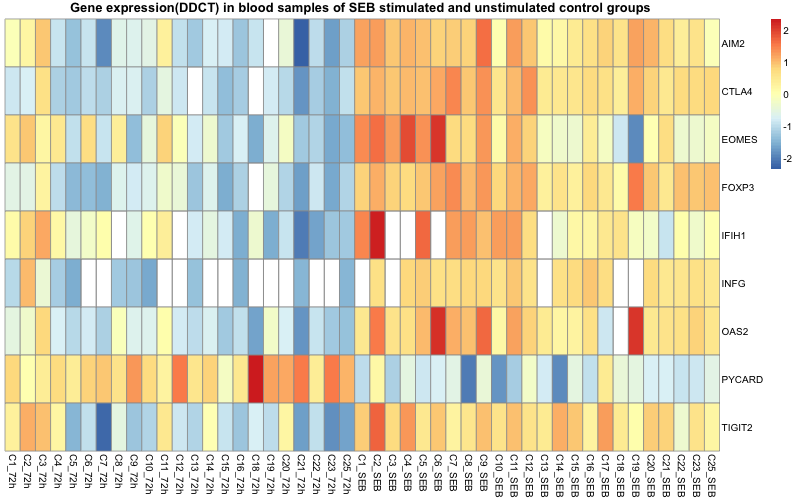 Gene expression(DDCT) in blood samples of SEB stimulated and unstimulated control groups
AIM2
CTLA4
EOMES
FOXP3
IFIH1
INFG
OAS2
PYCARD
TIGIT2
2
1
0
-1
-2
C1_72h
C2_72h
C3_72h
C4_72h
C5_72h
C6_72h
C7_72h
C8_72h
C9_72h
C10_72h
C11_72h
C12_72h
C13_72h
C14_72h
C15_72h
C16_72h
C18_72h
C19_72h
C20_72h
C21_72h
C22_72h
C23_72h
C25_72h
C1_SEB
C2_SEB
C3_SEB
C4_SEB
C5_SEB
C6_SEB
C7_SEB
C8_SEB
C9_SEB
C10_SEB
C11_SEB
C12_SEB
C13_SEB
C14_SEB
C15_SEB
C16_SEB
C17_SEB
C18_SEB
C19_SEB
C20_SEB
C21_SEB
C22_SEB
C23_SEB
C25_SEB